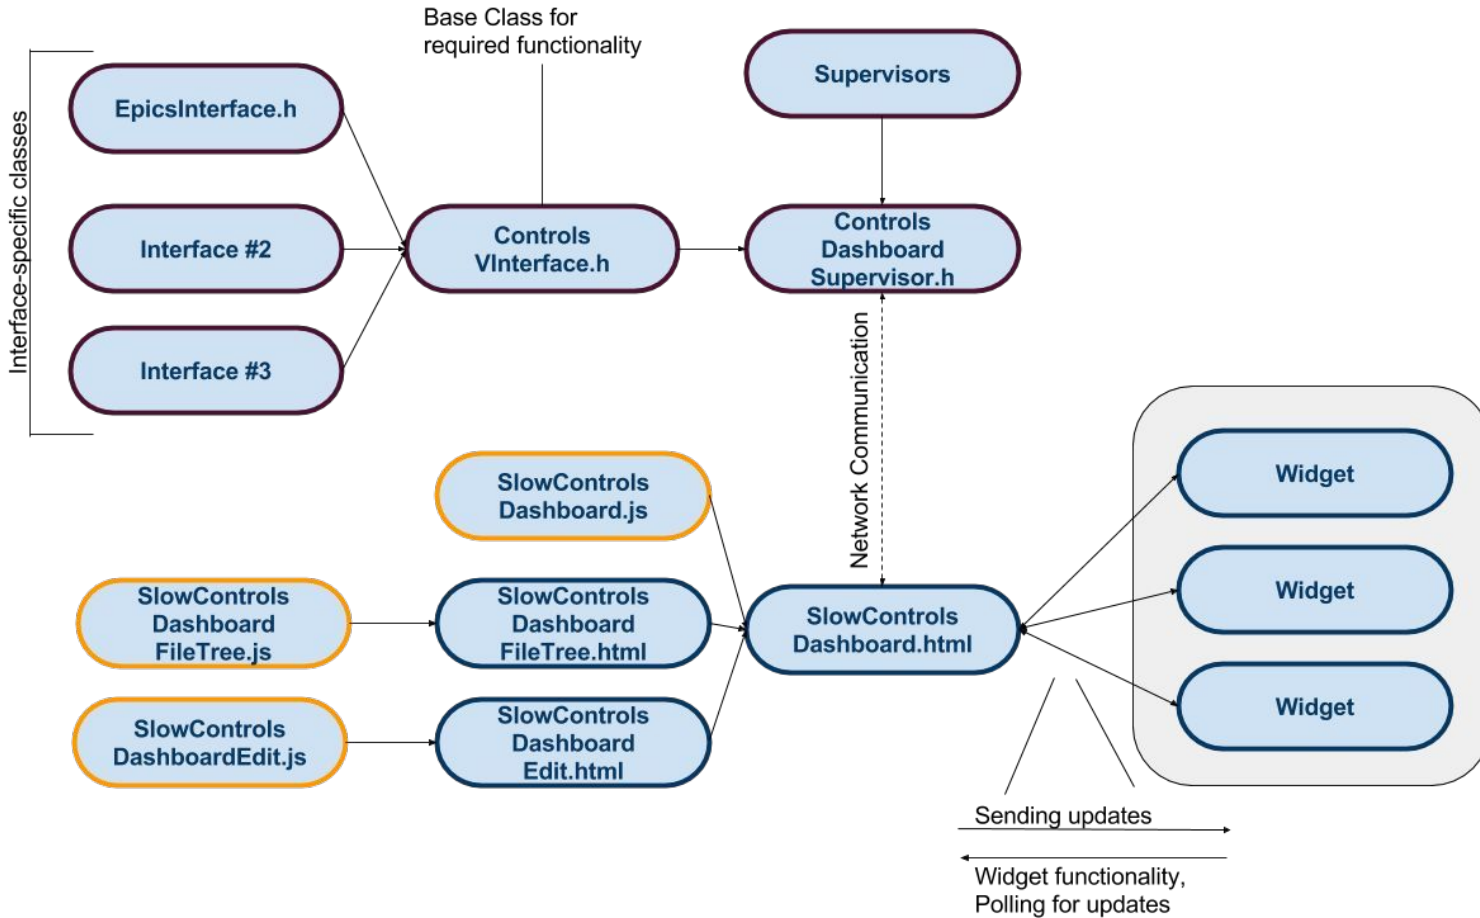 Base Class for
required functionality
Interface-specific classes
EpicsInterface.h
Supervisors
Interface #2
Controls
VInterface.h
Controls
Dashboard
Supervisor.h
Interface #3
Network Communication
SlowControls
Dashboard.js
Widget
SlowControls
Dashboard
FileTree.js
SlowControls
Dashboard
FileTree.html
SlowControls
Dashboard.html
Widget
SlowControls
DashboardEdit.js
SlowControls
Dashboard
Edit.html
Widget
Sending updates
Widget functionality,
Polling for updates